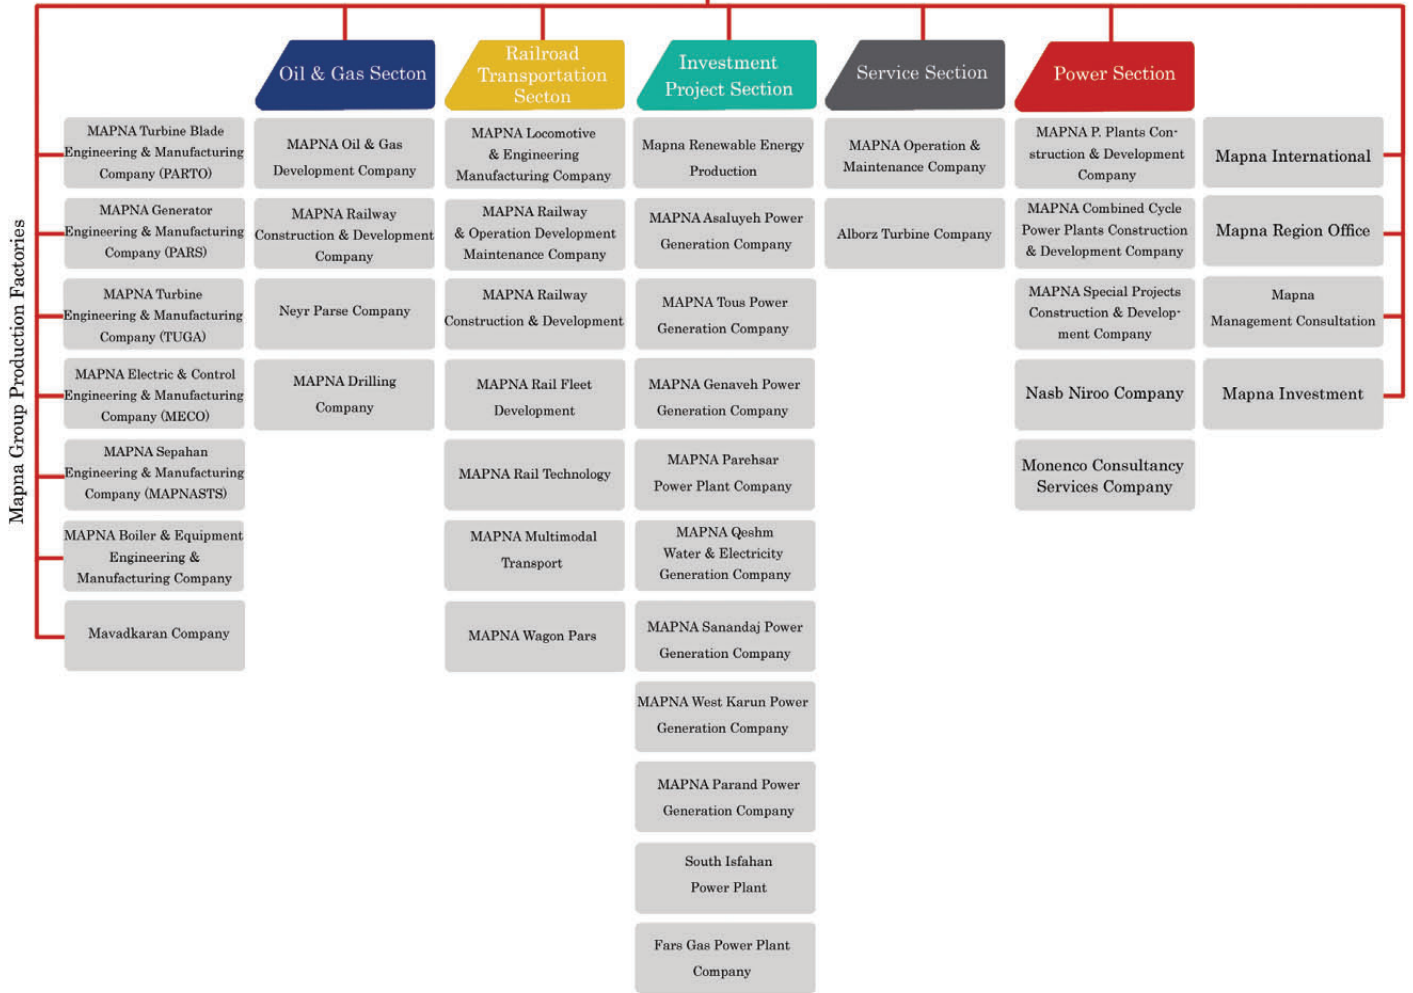 Mapna Group Production Factories
MAPNA Turbine Blade
Engineering & Manufacturing
Company (PARTO)
MAPNA Generator
Engineering & Manufacturing
Company (PARS)
MAPNA Turbine
Engineering & Manufacturing
Company (TUGA)
MAPNA Electric & Control
Engineering & Manufacturing
Company (MECO)
MAPNA Sepahan
Engineering & Manufacturing
Company (MAPNASTS)
MAPNA Boiler & Equipment
Engineering &
Manufacturing Company
Mavadkaran Company
Oil & Gas Secton
MAPNA Oil & Gas
Development Company
MAPNA Railway
Construction & Development
Company
Neyr Parse Company
MAPNA Drilling
Company
Railroad
Transportation
Secton
MAPNA Locomotive
& Engineering
Manufacturing Company
MAPNA Railway
& Operation Development
Maintenance Company
MAPNA Railway
Construction & Development
MAPNA Rail Fleet
Development
MAPNA Rail Technology
MAPNA Multimodal
Transport
MAPNA Wagon Pars
Investment
Project Section
Mapna Renewable Energy
Production
MAPNA Asaluyeh Power
Generation Company
MAPNA Tous Power
Generation Company
MAPNA Genaveh Power
Generation Company
MAPNA Parehsar
Power Plant Company
MAPNA Qeshm
Water & Electricity
Generation Company
MAPNA Sanandaj Power
Generation Company
MAPNA West Karun Power
Generation Company
MAPNA Parand Power
Generation Company
South Isfahan
Power Plant
Fars Gas Power Plant
Company
Service Section
MAPNA Operation &
Maintenance Company
Alborz Turbine Company
Power Section
MAPNA P. Plants Con-
struction & Development
Company
MAPNA Combined Cycle
Power Plants Construction
& Development Company
MAPNA Special Projects
Construction & Develop-
ment Company
Nasb Niroo Company
Monenco Consultancy
Services Company
Mapna International
Mapna Region Office
Mapna
Management Consultation
Mapna Investment